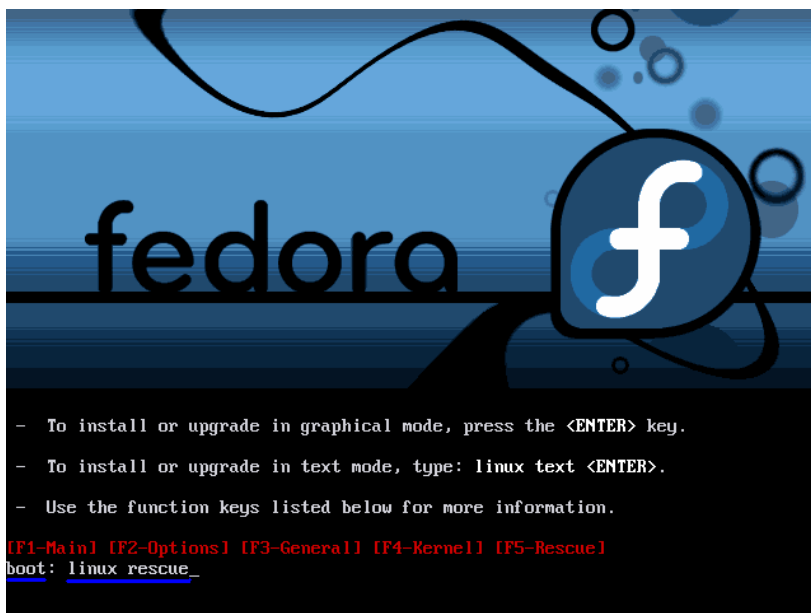 fedora
- To install or upgrade in graphical mode, press the <ENTER> key.
- To install or upgrade in text mode, type: linux text <ENTER>.
- Use the function keys listed below for more information.
[F1-Main] [F2-Options] [F3-General] [F4-Kernel] [F5-Rescue]
boot: linux rescue_